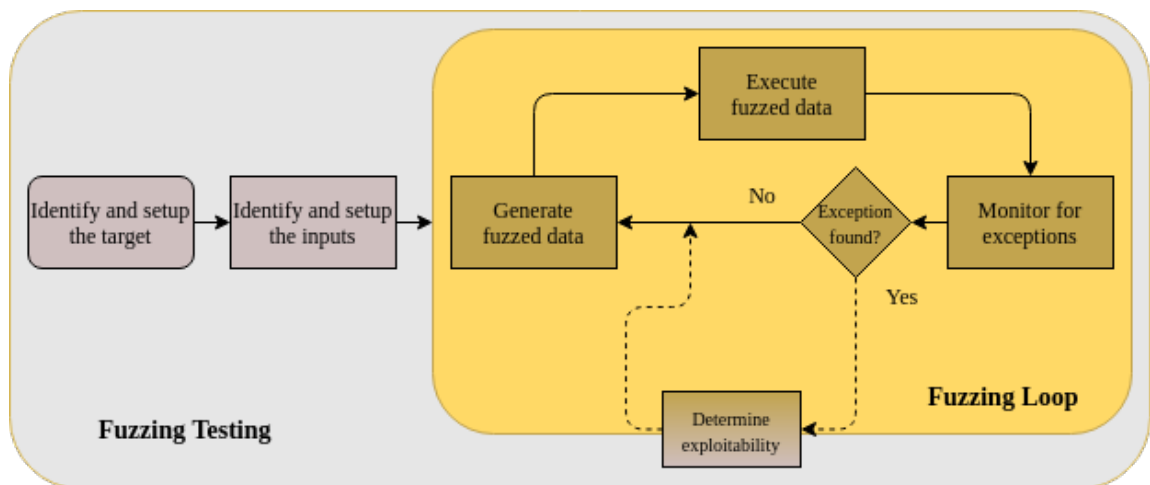 Identify and setup
the target
Identify and setup
the inputs
Generate
fuzzed data
Execute
fuzzed data
Monitor for
exceptions
Exception
found?
No
Yes
Determine
exploitability
Fuzzing Loop
Fuzzing Testing